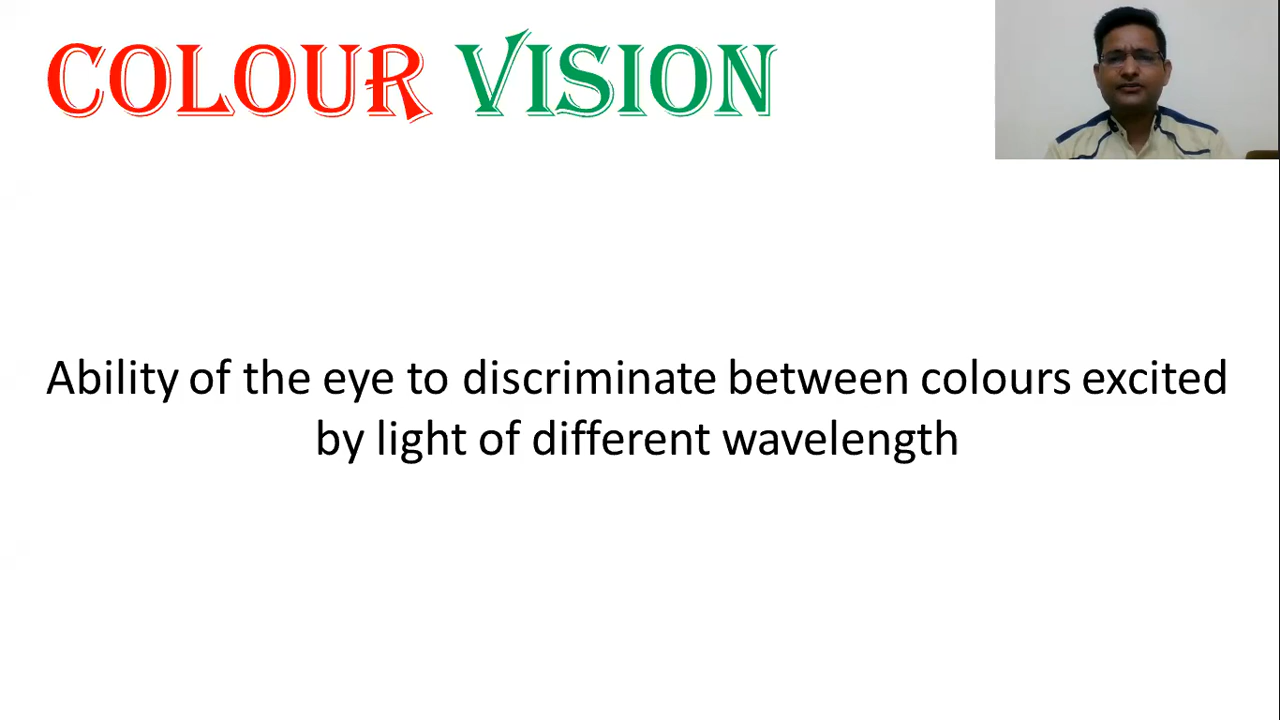 COLOUR VISION
Ability of the eye to discriminate between colours excited
by light of different wavelength